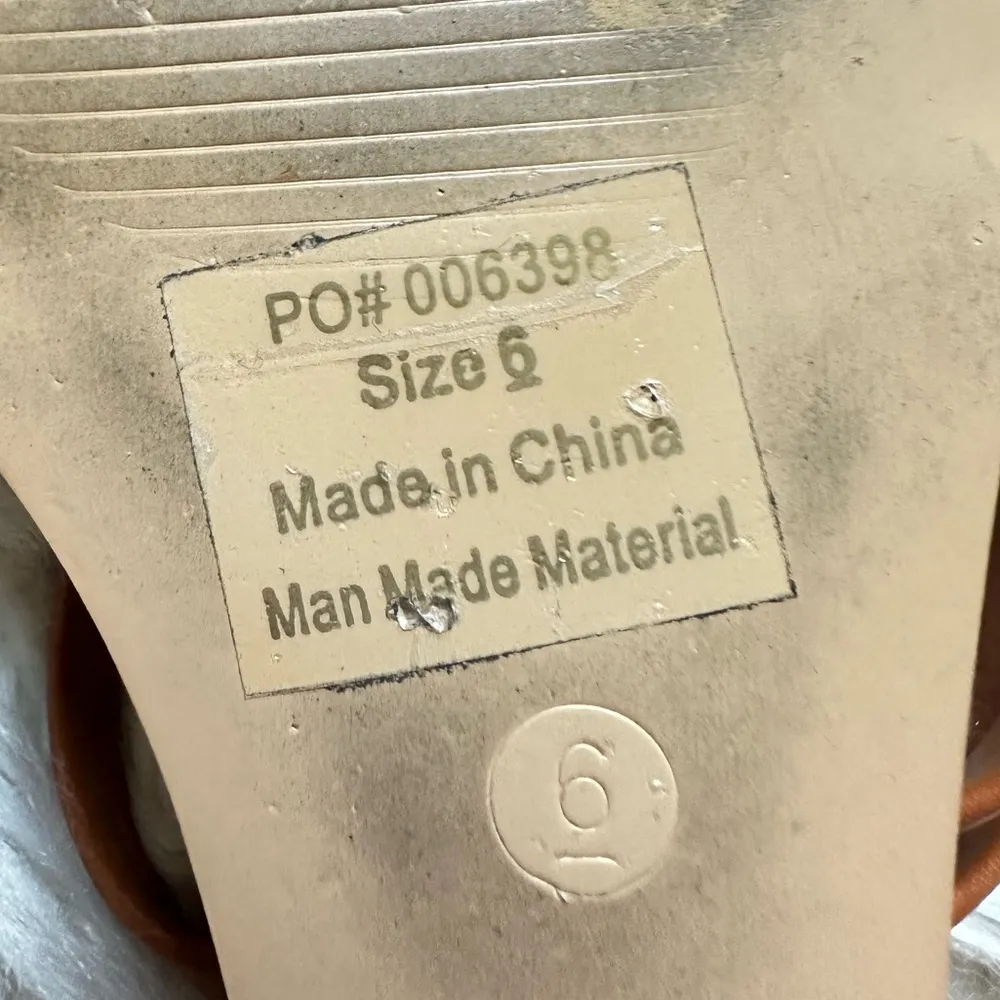 PO# 006398
Size 6
Made in China
Man Made Material
6